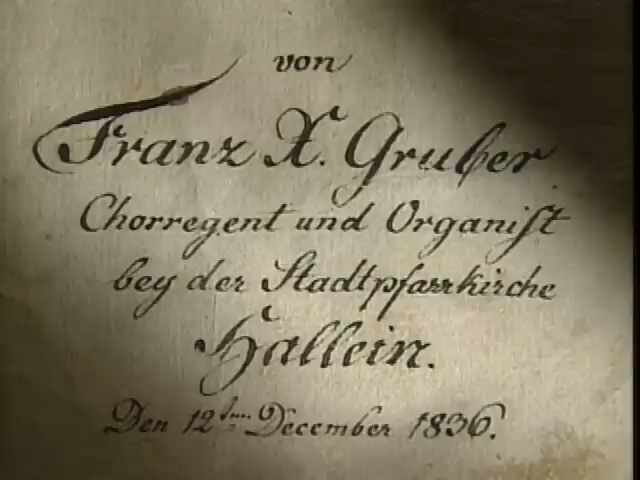 von
Franz X. Gruber
Chorregent und Organiſt
bey der Stadtpfarrkirche
Hallein.
Den 12ten December 1836.